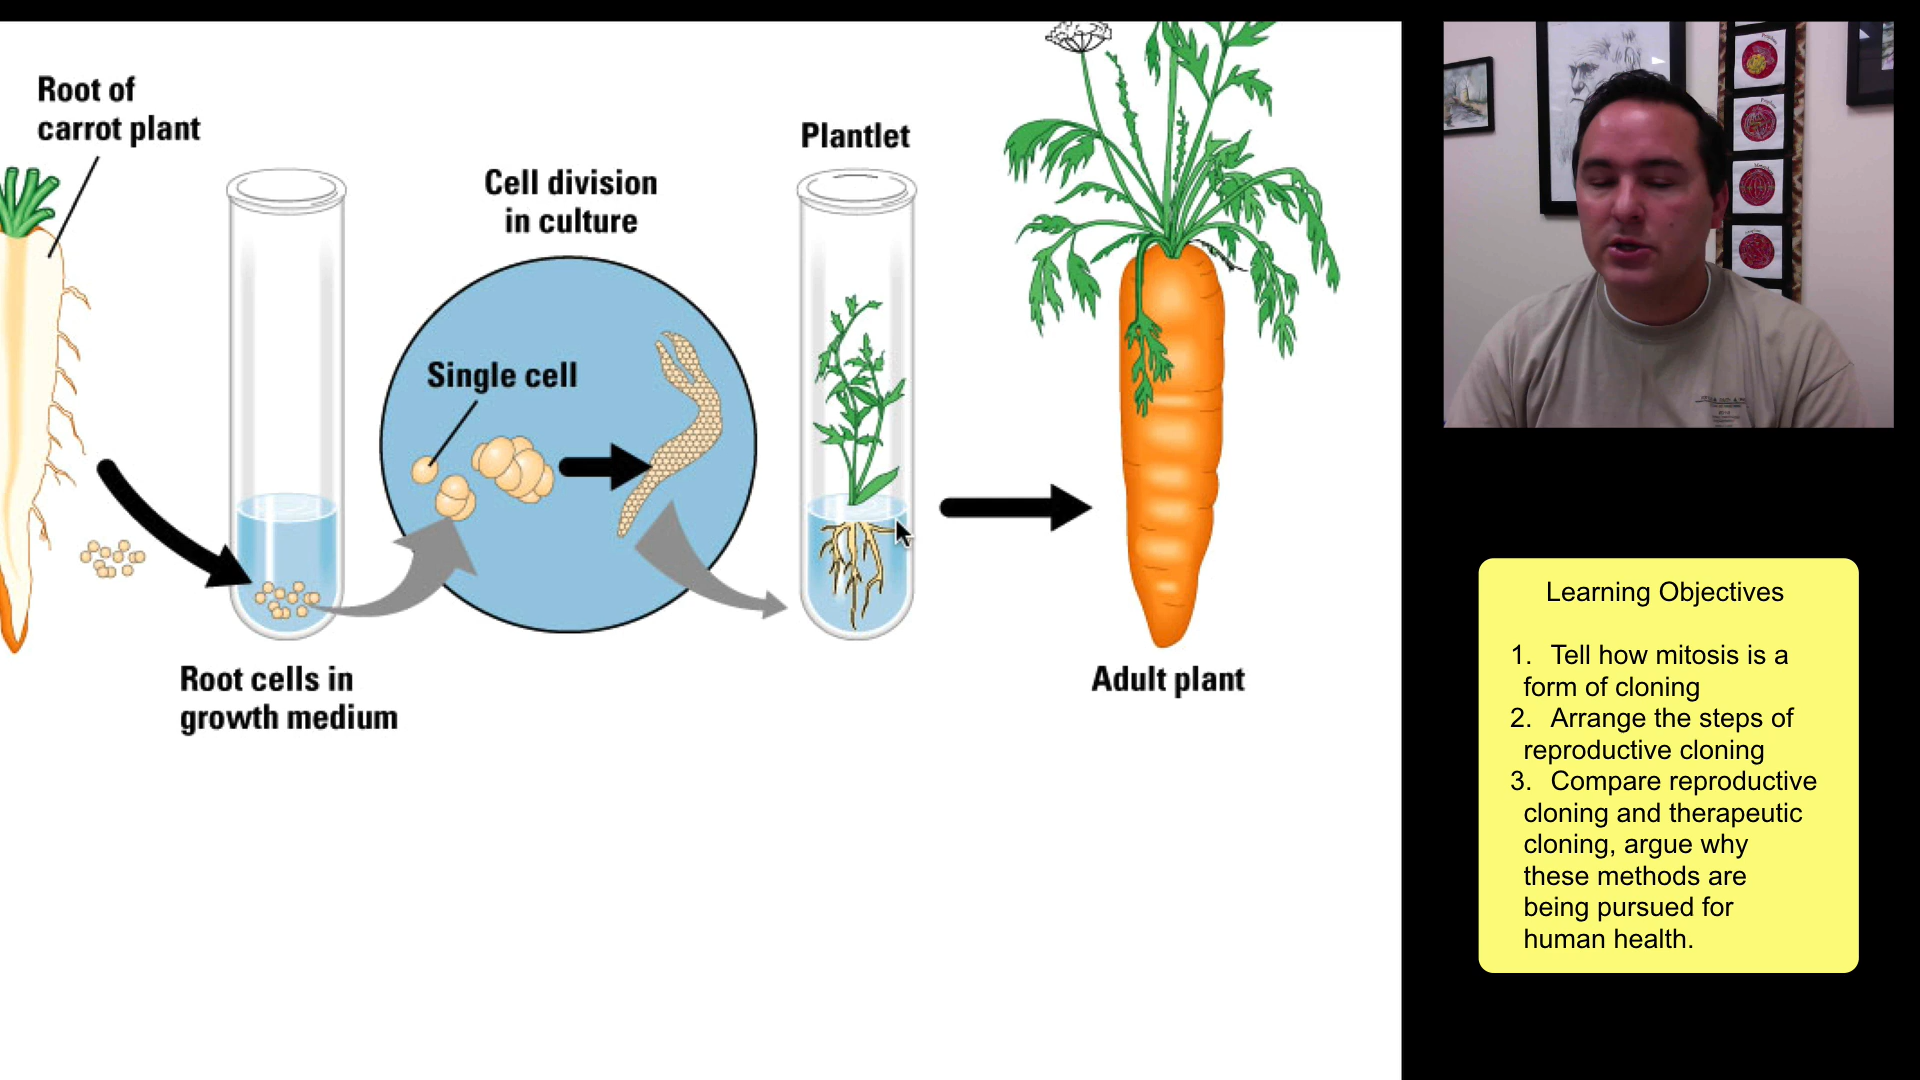 Root of
carrot plant
Plantlet
Cell division
in culture
Single cell
Root cells in
growth medium
Adult plant
Learning Objectives
1. Tell how mitosis is a
form of cloning
2. Arrange the steps of
reproductive cloning
3. Compare reproductive
cloning and therapeutic
cloning, argue why
these methods are
being pursued for
human health.